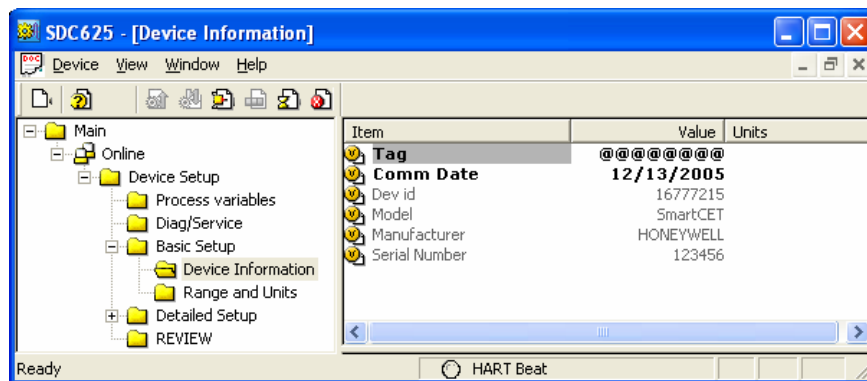 SDC625 - [Device Information]
Device View Window Help
Main
Online
Device Setup
Process variables
Diag/Service
Basic Setup
Device Information
Range and Units
Detailed Setup
REVIEW
Item Value Units
Tag @@@@@@@@
Comm Date 12/13/2005
Dev id 16777215
Model SmartCET
Manufacturer HONEYWELL
Serial Number 123456
Ready HART Beat